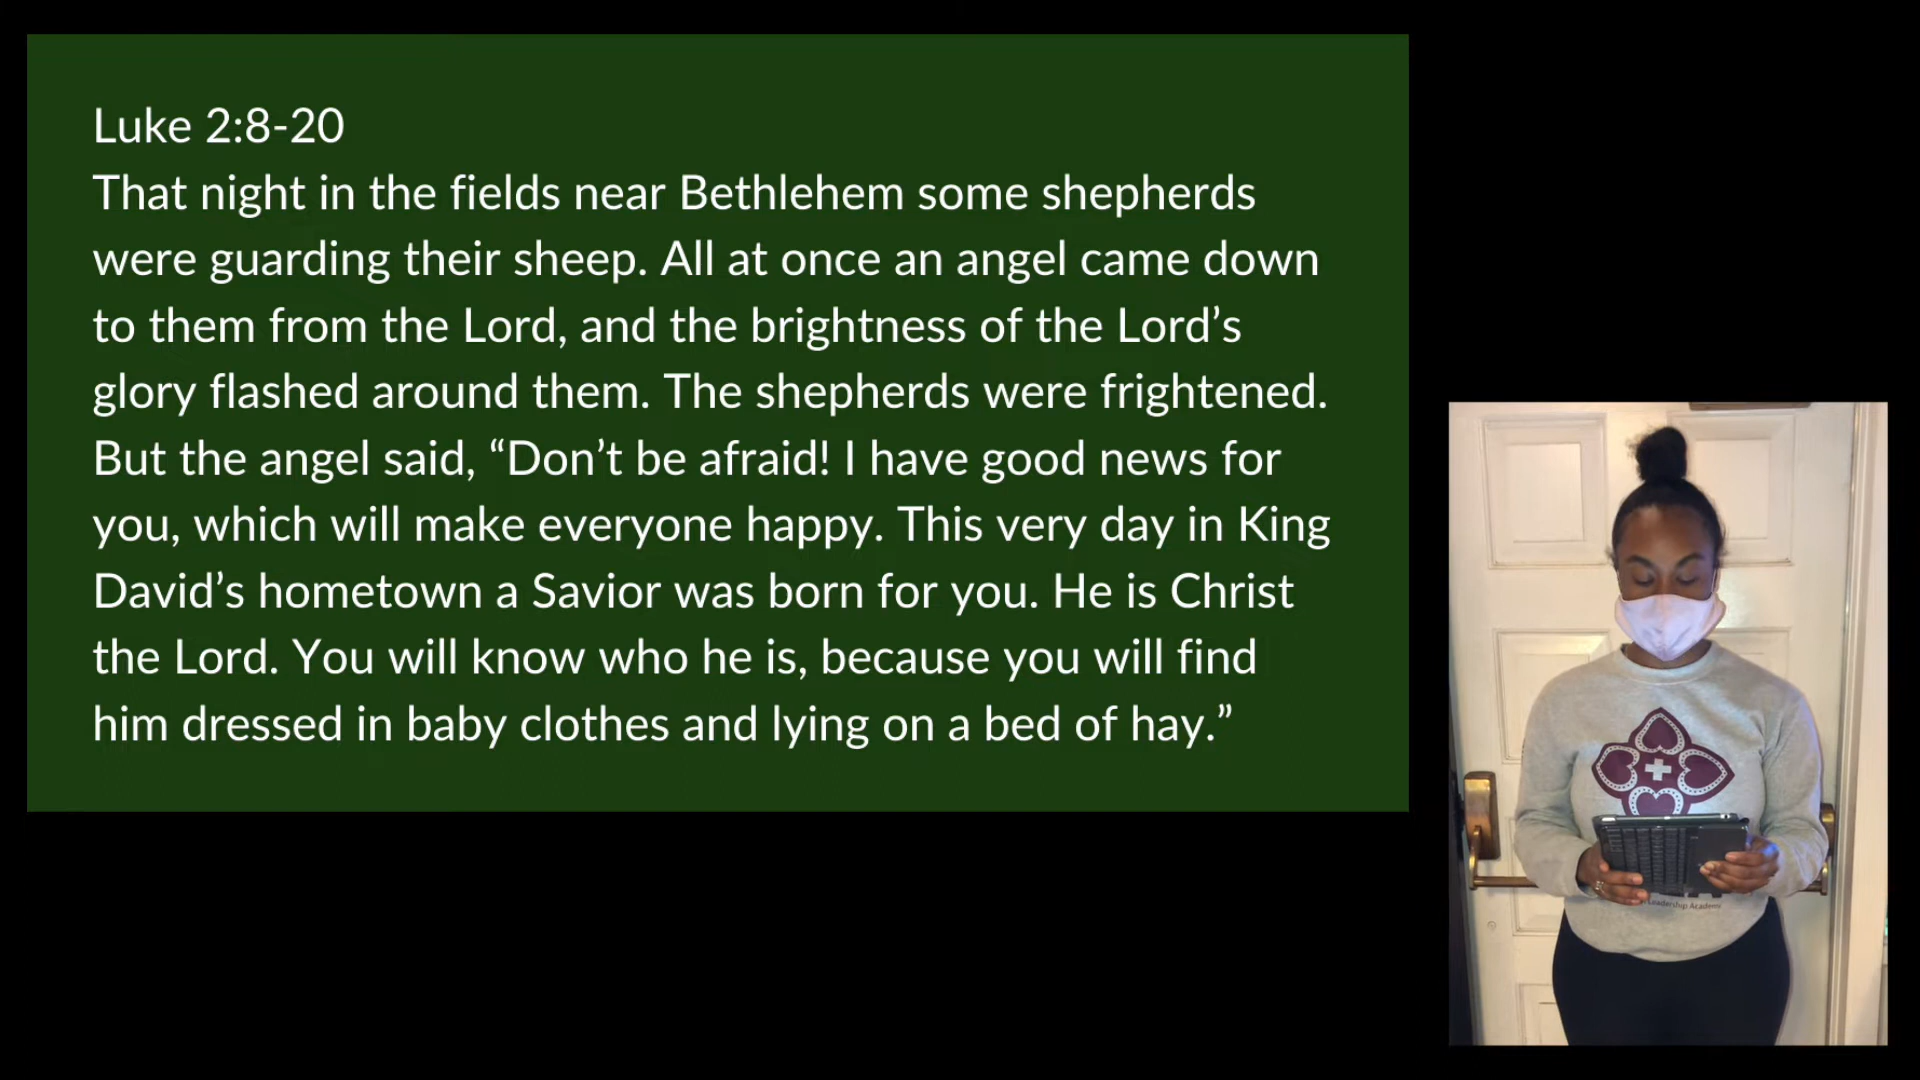 Luke 2:8-20
That night in the fields near Bethlehem some shepherds
were guarding their sheep. All at once an angel came down
to them from the Lord, and the brightness of the Lord’s
glory flashed around them. The shepherds were frightened.
But the angel said, “Don’t be afraid! I have good news for
you, which will make everyone happy. This very day in King
David’s hometown a Savior was born for you. He is Christ
the Lord. You will know who he is, because you will find
him dressed in baby clothes and lying on a bed of hay.”
Leadership Academy